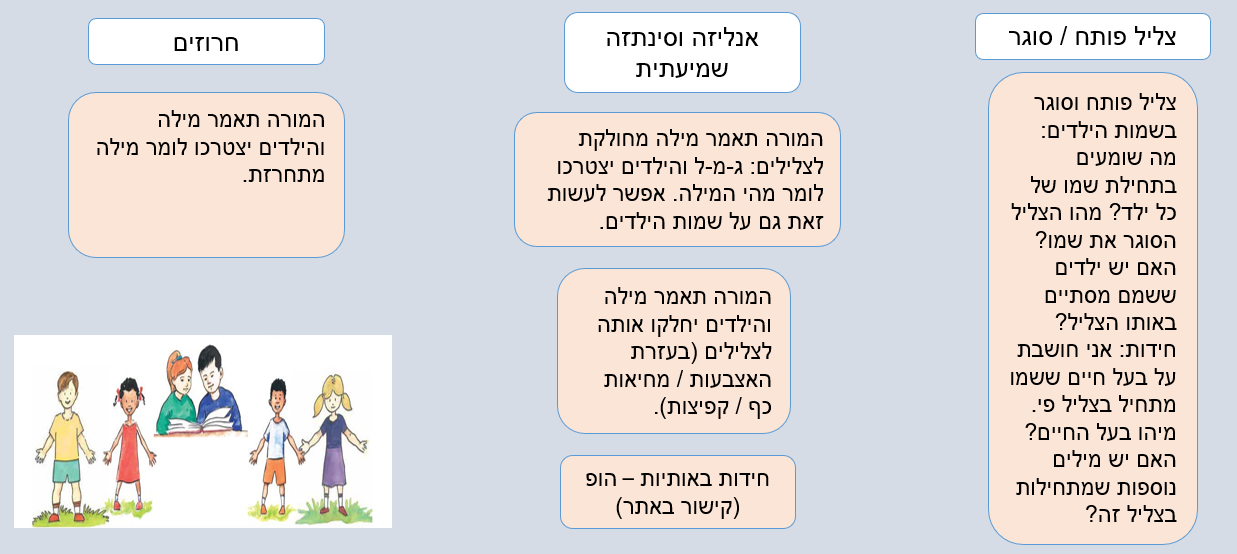 צליל פותח / סוגר
צליל פותח וסוגר
בשמות הילדים:
מה שומעים
בתחילת שמו של
כל ילד? מהו הצליל
הסוגר את שמו?
האם יש ילדים
ששמם מסתיים
באותו הצליל?
חידות: אני חושבת
על בעל חיים ששמו
מתחיל בצליל פי.
מיהו בעל החיים?
האם יש מילים
נוספות שמתחילות
בצליל זה?
אנליזה וסינתזה
שמיעתית
המורה תאמר מילה מחולקת
לצלילים: ג-מ-ל והילדים יצטרכו
לומר מהי המילה. אפשר לעשות
זאת גם על שמות הילדים.
המורה תאמר מילה
והילדים יחלקו אותה
לצלילים (בעזרת
האצבעות / מחיאות
כף / קפיצות).
חידות באותיות – הופ
(קישור באתר)
חרוזים
המורה תאמר מילה
והילדים יצטרכו לומר מילה
מתחרזת.